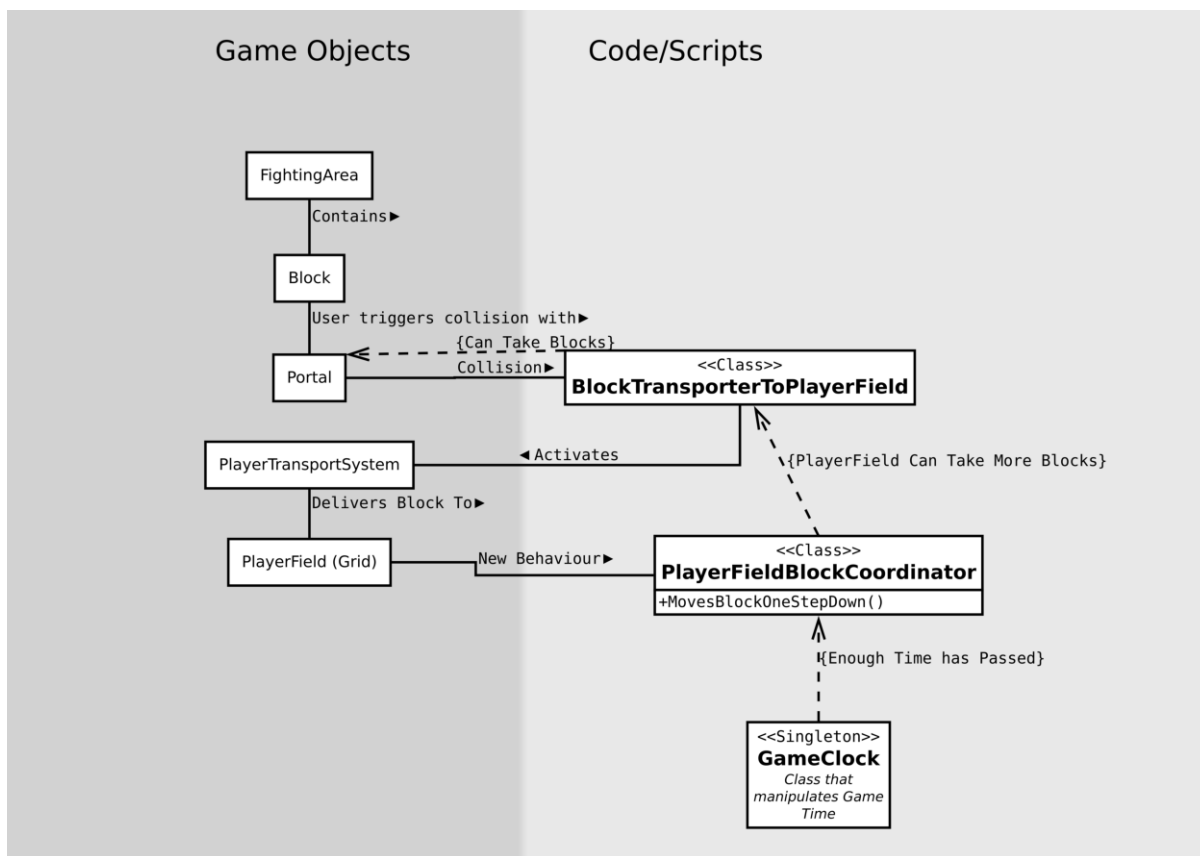 Game Objects
Code/Scripts
FightingArea
Contains►
Block
User triggers collision with►
{Can Take Blocks}
Portal
Collision►
<<Class>>
BlockTransporterToPlayerField
PlayerTransportSystem
◄Activates
{PlayerField Can Take More Blocks}
Delivers Block To►
PlayerField (Grid)
New Behaviour►
<<Class>>
PlayerFieldBlockCoordinator
+MovesBlockOneStepDown()
{Enough Time has Passed}
<<Singleton>>
GameClock
Class that
manipulates Game
Time